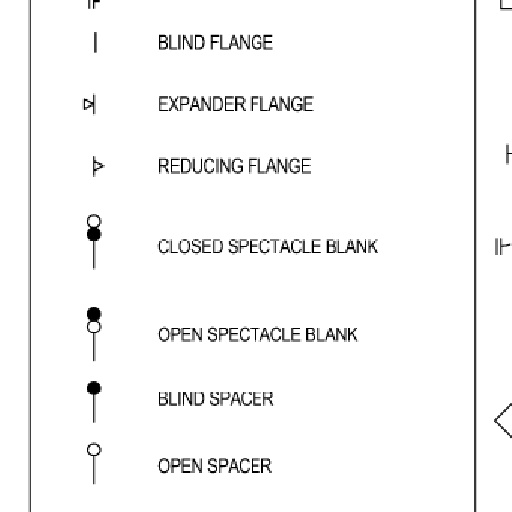 BLIND FLANGE
EXPANDER FLANGE
REDUCING FLANGE
CLOSED SPECTACLE BLANK
OPEN SPECTACLE BLANK
BLIND SPACER
OPEN SPACER